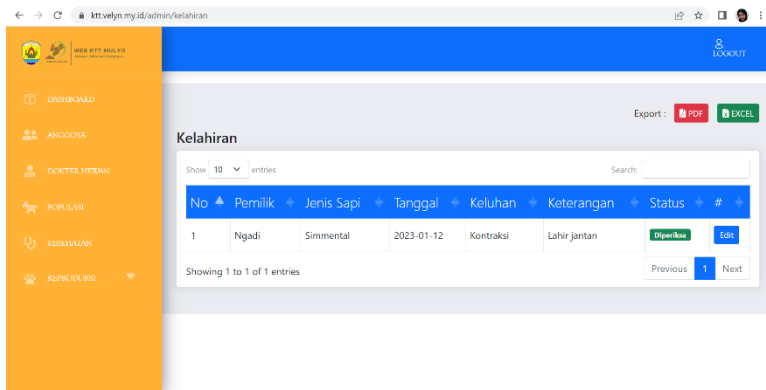 ktt.velyn.my.id/admin/kelahiran
WEB KTT MULYO
LOGOUT
DASHBOARD
ANGGOTA
DOKTER HEWAN
POPULASI
KESEHATAN
REPRODUKSI
Export : PDF EXCEL
Kelahiran
Show 10 entries Search:
No Pemilik Jenis Sapi Tanggal Keluhan Keterangan Status #
1 Ngadi Simmental 2023-01-12 Kontraksi Lahir jantan Diperiksa Edit
Showing 1 to 1 of 1 entries Previous 1 Next